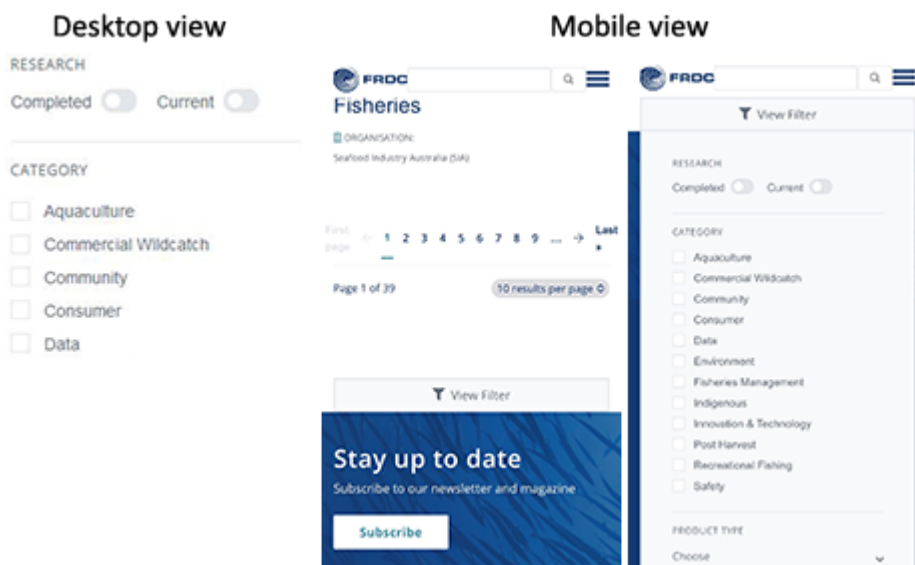 Desktop view
RESEARCH
Completed Current
CATEGORY
Aquaculture
Commercial Wildcatch
Community
Consumer
Data
Mobile view
FRDC
Fisheries
ORGANISATION:
Seafood Industry Australia (SIA)
First page ← 1 2 3 4 5 6 7 8 9 ... → Last »
Page 1 of 39 10 results per page
View Filter
Stay up to date
Subscribe to our newsletter and magazine
Subscribe
FRDC
View Filter
RESEARCH
Completed Current
CATEGORY
Aquaculture
Commercial Wildcatch
Community
Consumer
Data
Environment
Fisheries Management
Indigenous
Innovation & Technology
Post Harvest
Recreational Fishing
Safety
PRODUCT TYPE
Choose